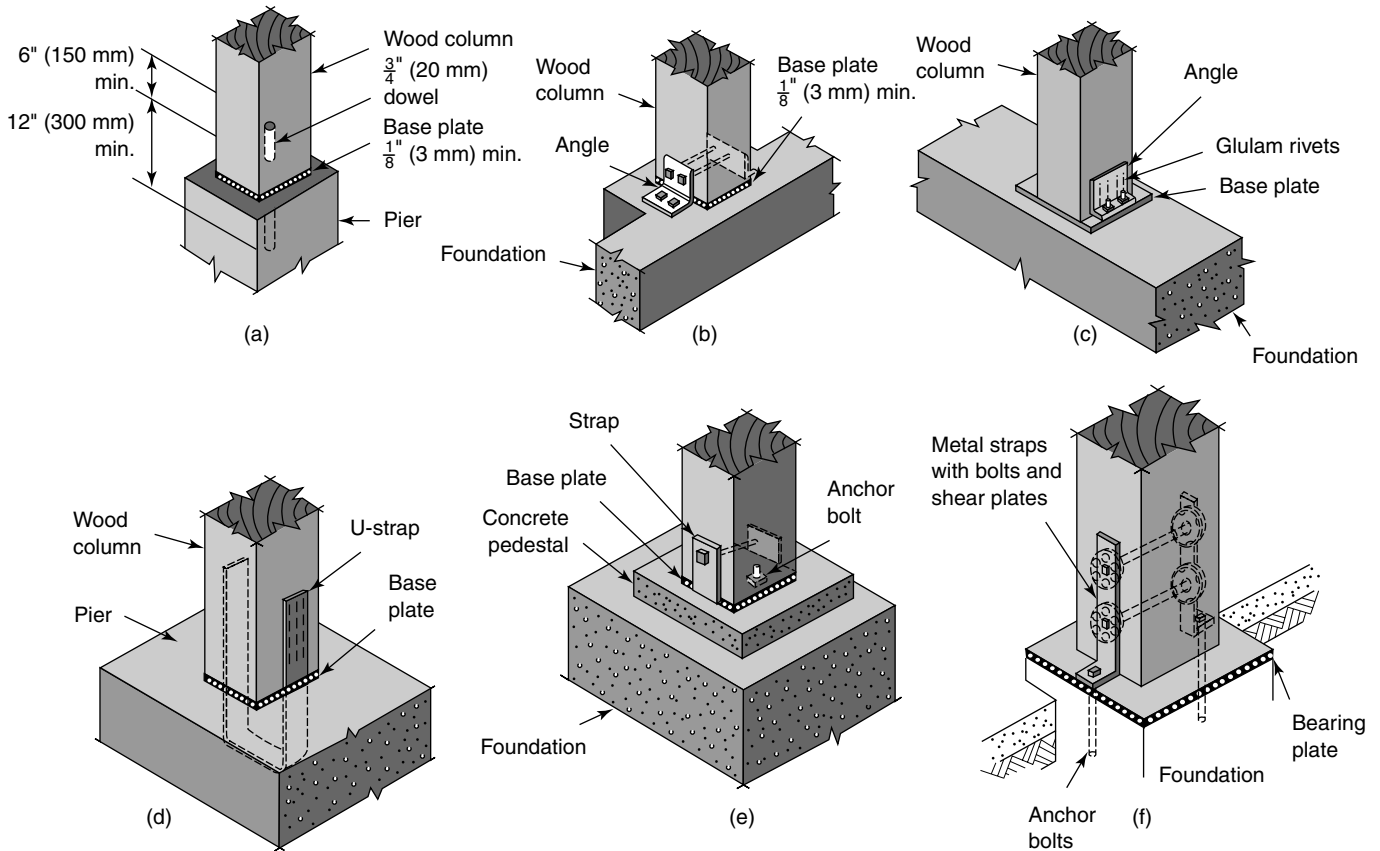 6" (150 mm)
min.
12" (300 mm)
min.
Wood column
3/4" (20 mm)
dowel
Base plate
1/8" (3 mm) min.
Pier
(a)
Wood
column
Angle
Foundation
Base plate
1/8" (3 mm) min.
(b)
Wood
column
Angle
Glulam rivets
Base plate
Foundation
(c)
Wood
column
Pier
U-strap
Base
plate
(d)
Strap
Base plate
Concrete
pedestal
Anchor
bolt
Foundation
(e)
Metal straps
with bolts and
shear plates
Bearing
plate
Foundation
Anchor
bolts
(f)